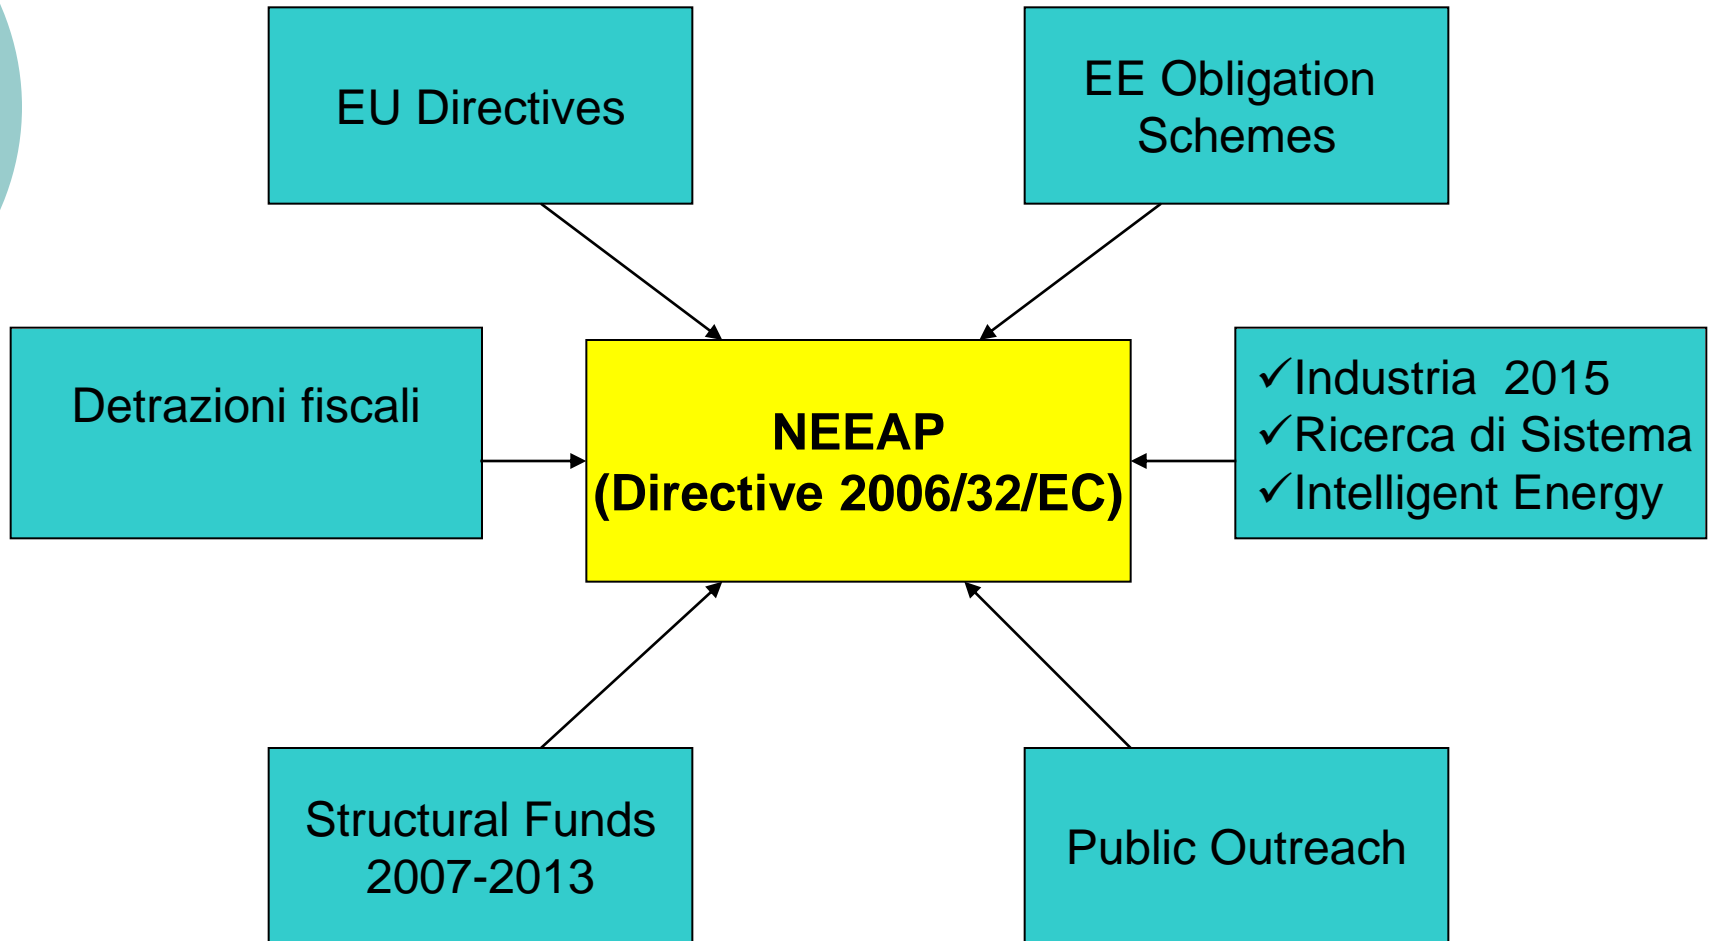 EU Directives
EE Obligation
Schemes
Detrazioni fiscali
NEEAP
(Directive 2006/32/EC)
✓Industria 2015
✓Ricerca di Sistema
✓Intelligent Energy
Structural Funds
2007-2013
Public Outreach